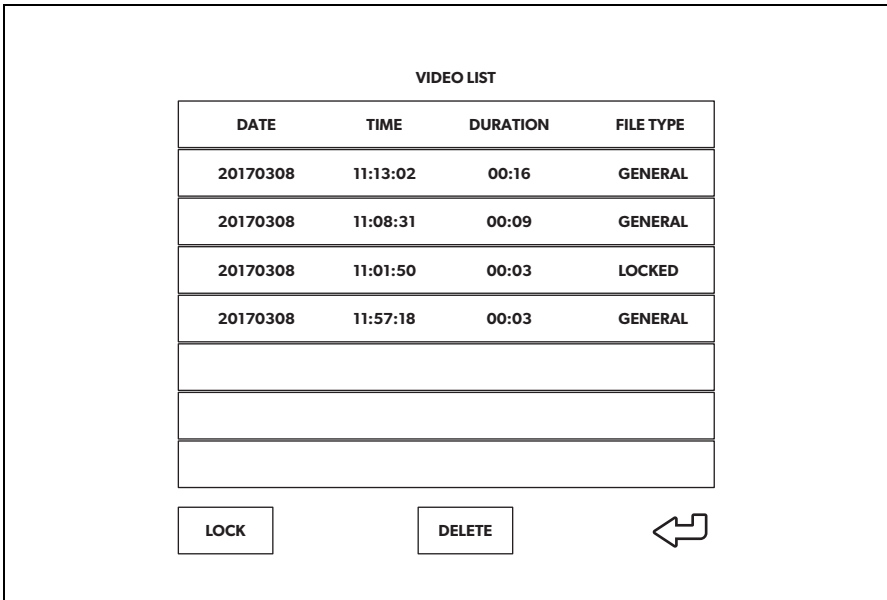 VIDEO LIST
DATE TIME DURATION FILE TYPE
20170308 11:13:02 00:16 GENERAL
20170308 11:08:31 00:09 GENERAL
20170308 11:01:50 00:03 LOCKED
20170308 11:57:18 00:03 GENERAL
LOCK DELETE